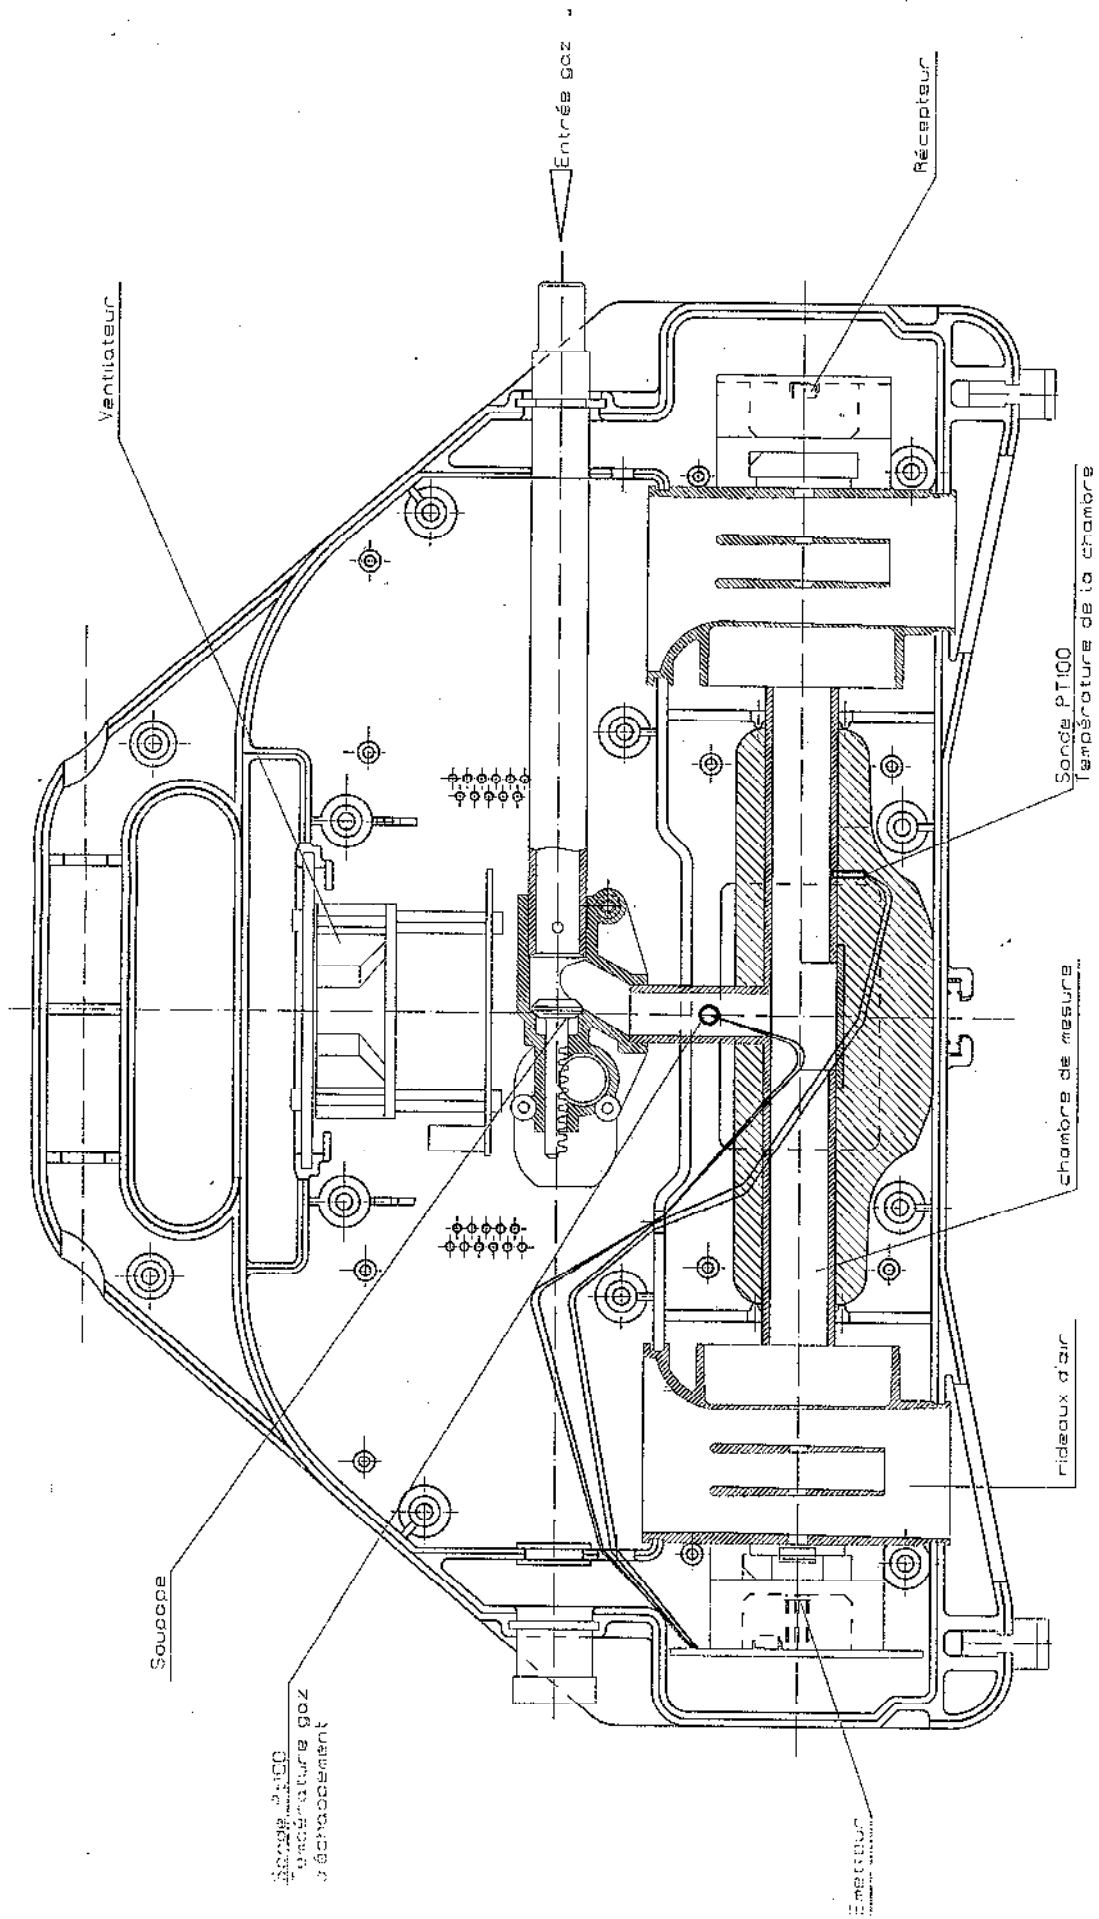 Entrée gaz
Récepteur
Ventilateur
Sonde PT100
Température de la chambre
chambre de mesure
rideaux d'air
Soupape
Sonde
Température gaz
d'échappement
Emetteur